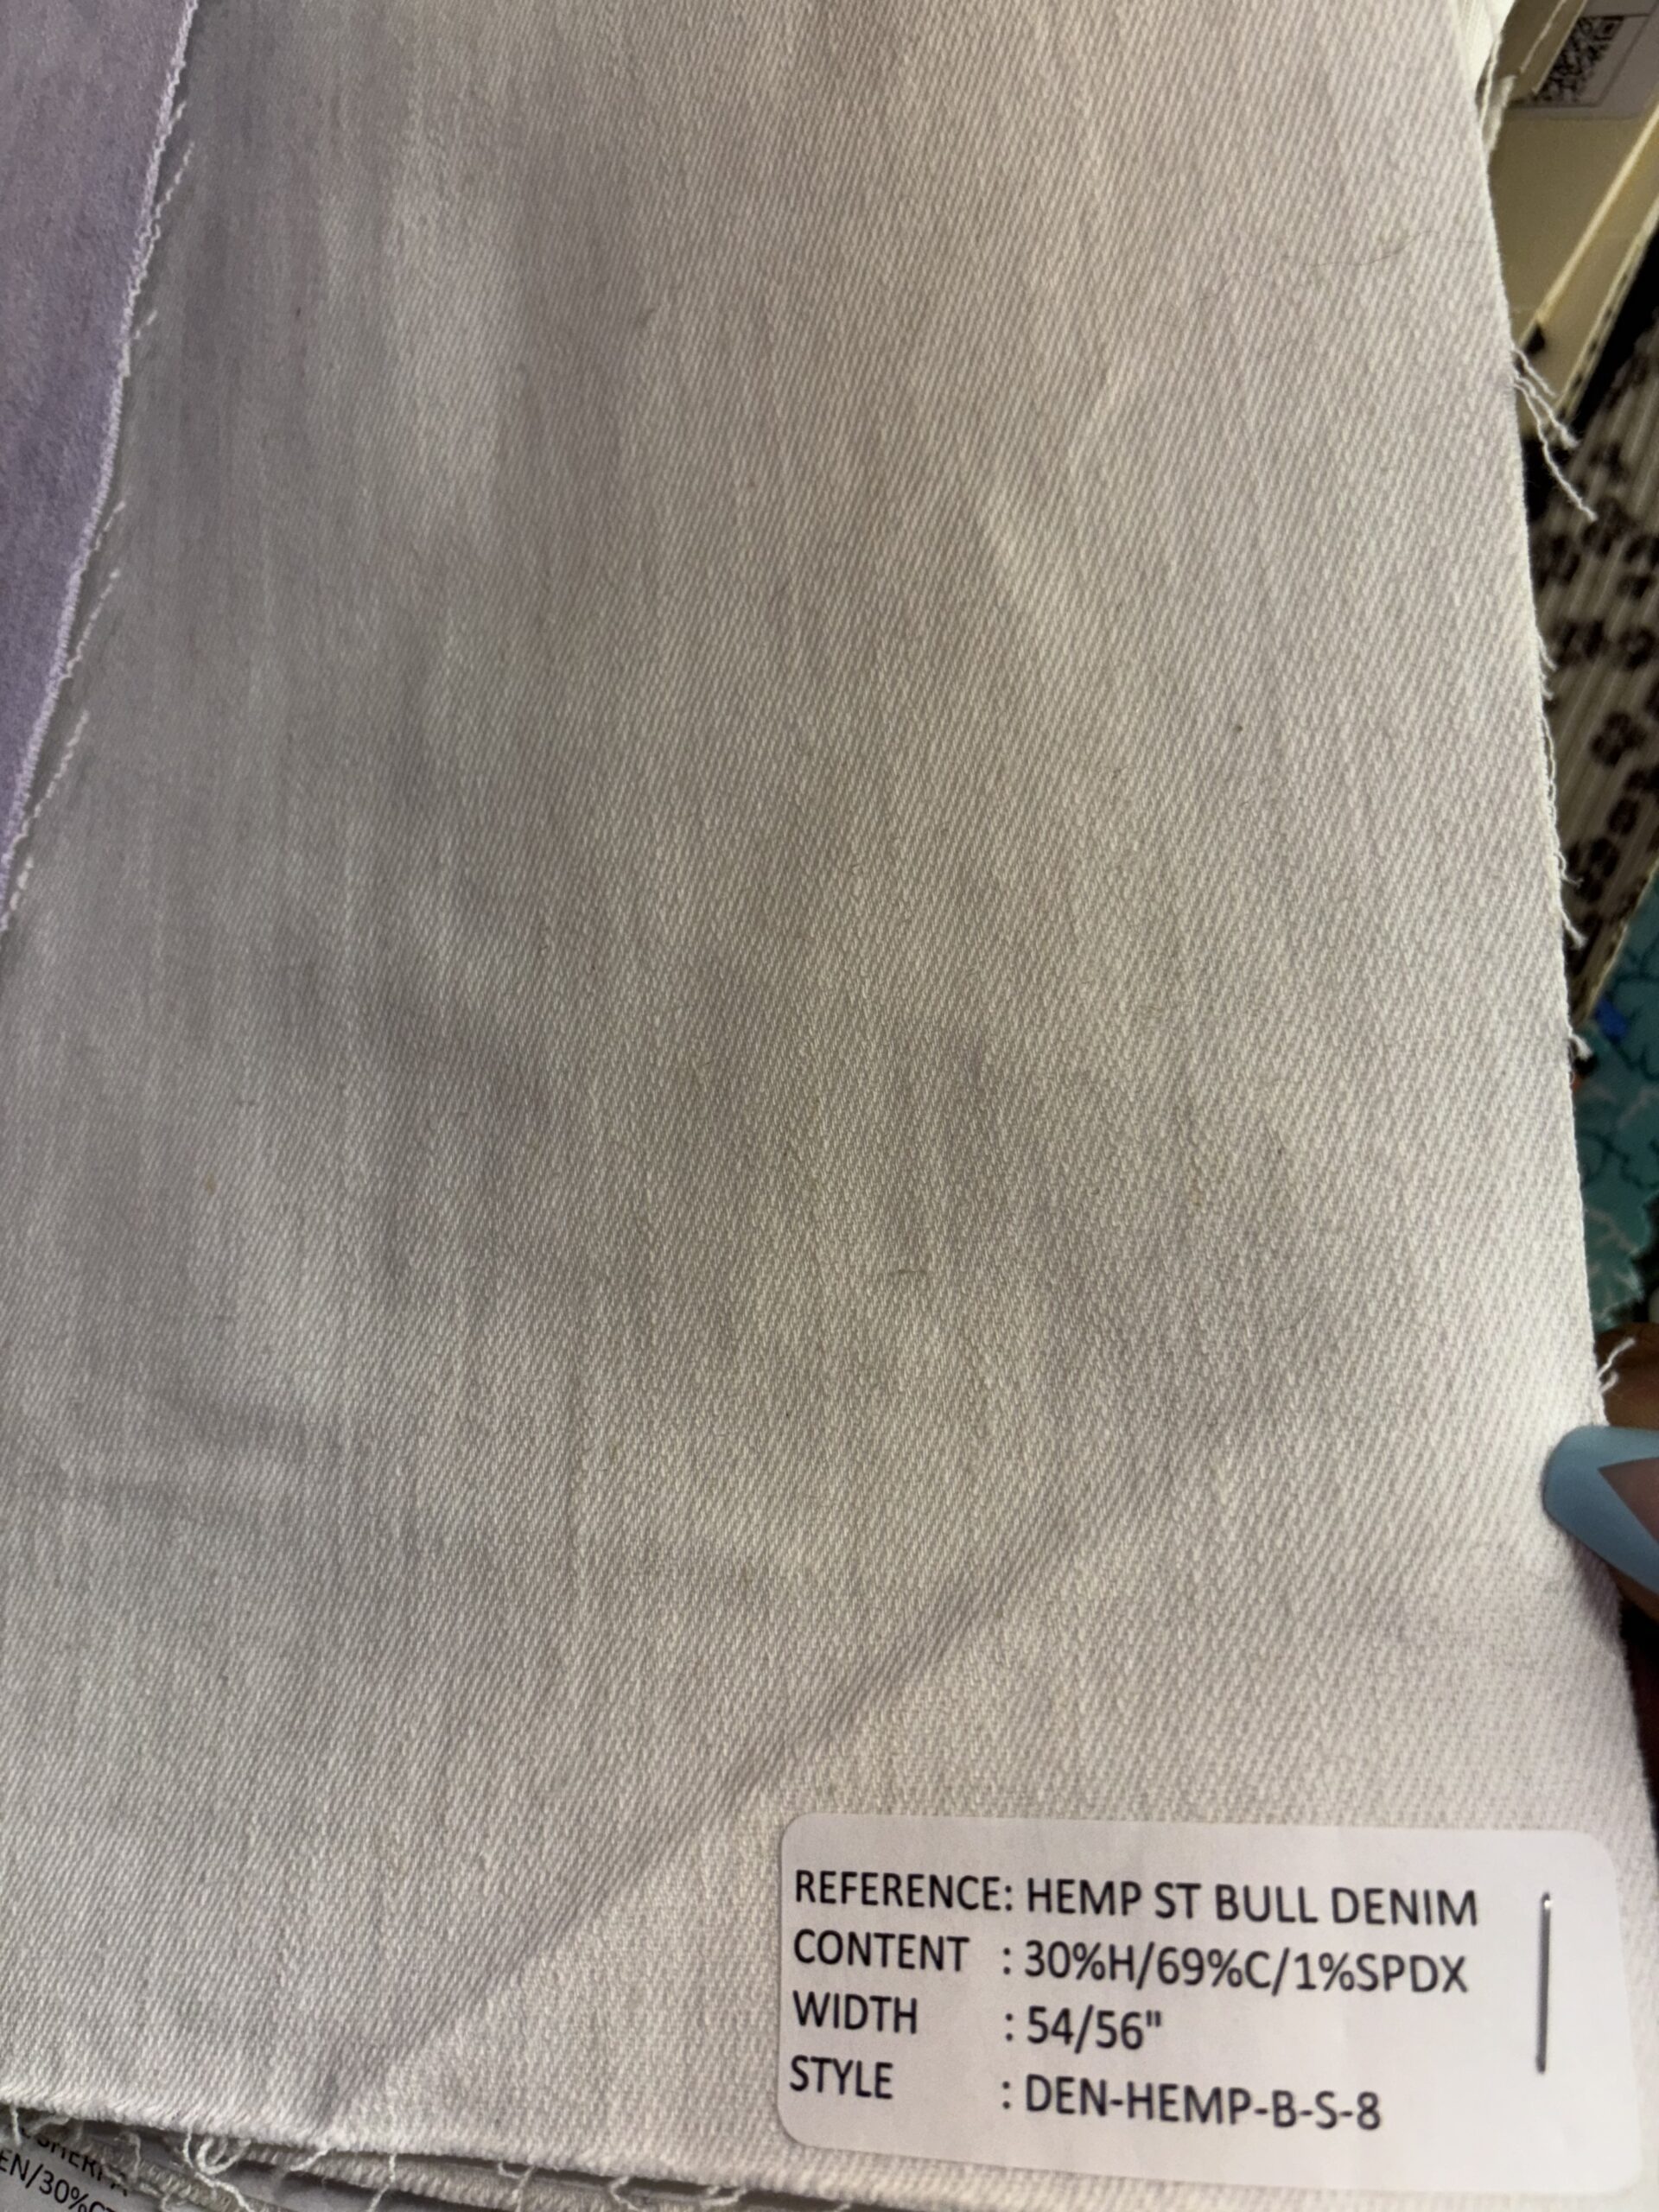 REFERENCE: HEMP ST BULL DENIM
CONTENT : 30%H/69%C/1%SPDX
WIDTH : 54/56"
STYLE : DEN-HEMP-B-S-8